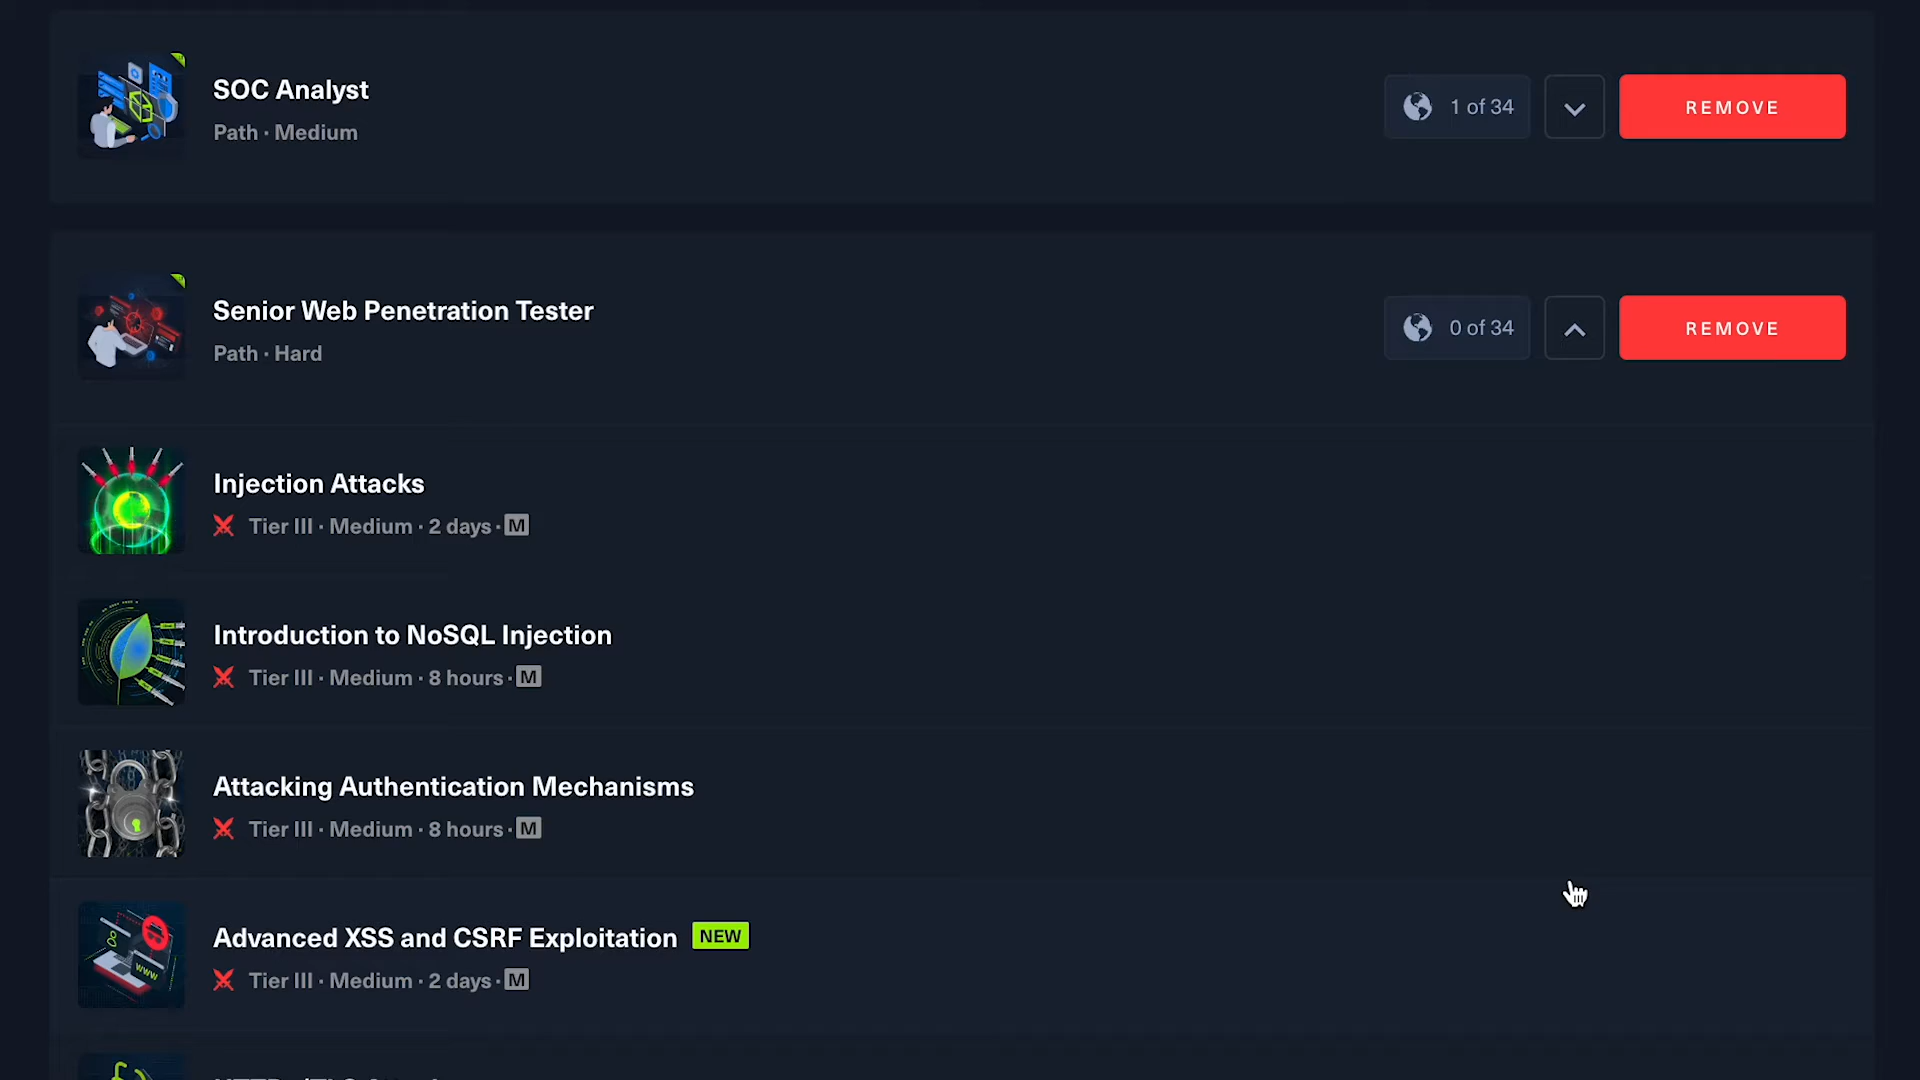 SOC Analyst
Path · Medium
1 of 34
REMOVE
Senior Web Penetration Tester
Path · Hard
0 of 34
REMOVE
Injection Attacks
Tier III · Medium · 2 days · M
Introduction to NoSQL Injection
Tier III · Medium · 8 hours · M
Attacking Authentication Mechanisms
Tier III · Medium · 8 hours · M
Advanced XSS and CSRF Exploitation NEW
Tier III · Medium · 2 days · M
WWW